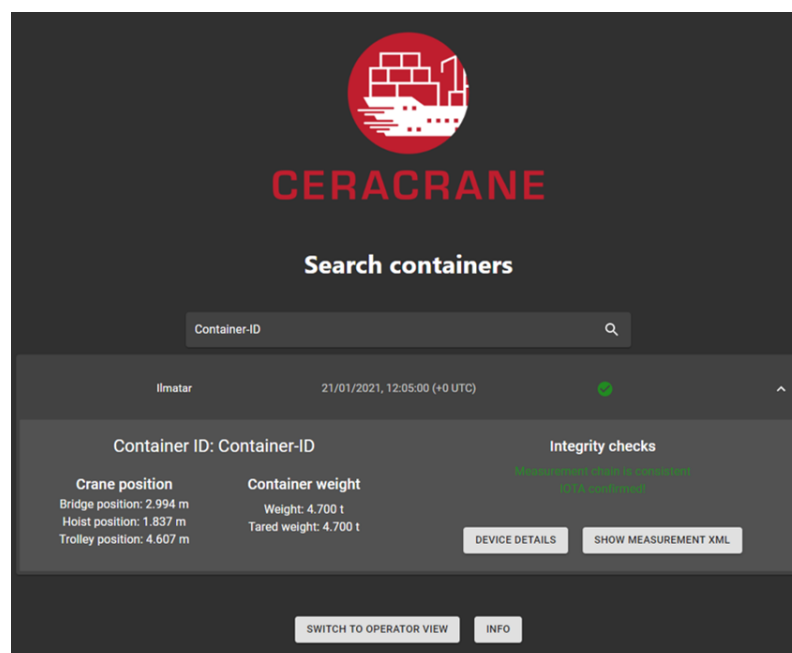 CERACRANE
Search containers
Container-ID
Ilmatar 21/01/2021, 12:05:00 (+0 UTC)
Container ID: Container-ID
Crane position
Bridge position: 2.994 m
Hoist position: 1.837 m
Trolley position: 4.607 m
Container weight
Weight: 4.700 t
Tared weight: 4.700 t
Integrity checks
Measurement chain is consistent
IOTA confirmed!
DEVICE DETAILS
SHOW MEASUREMENT XML
SWITCH TO OPERATOR VIEW
INFO